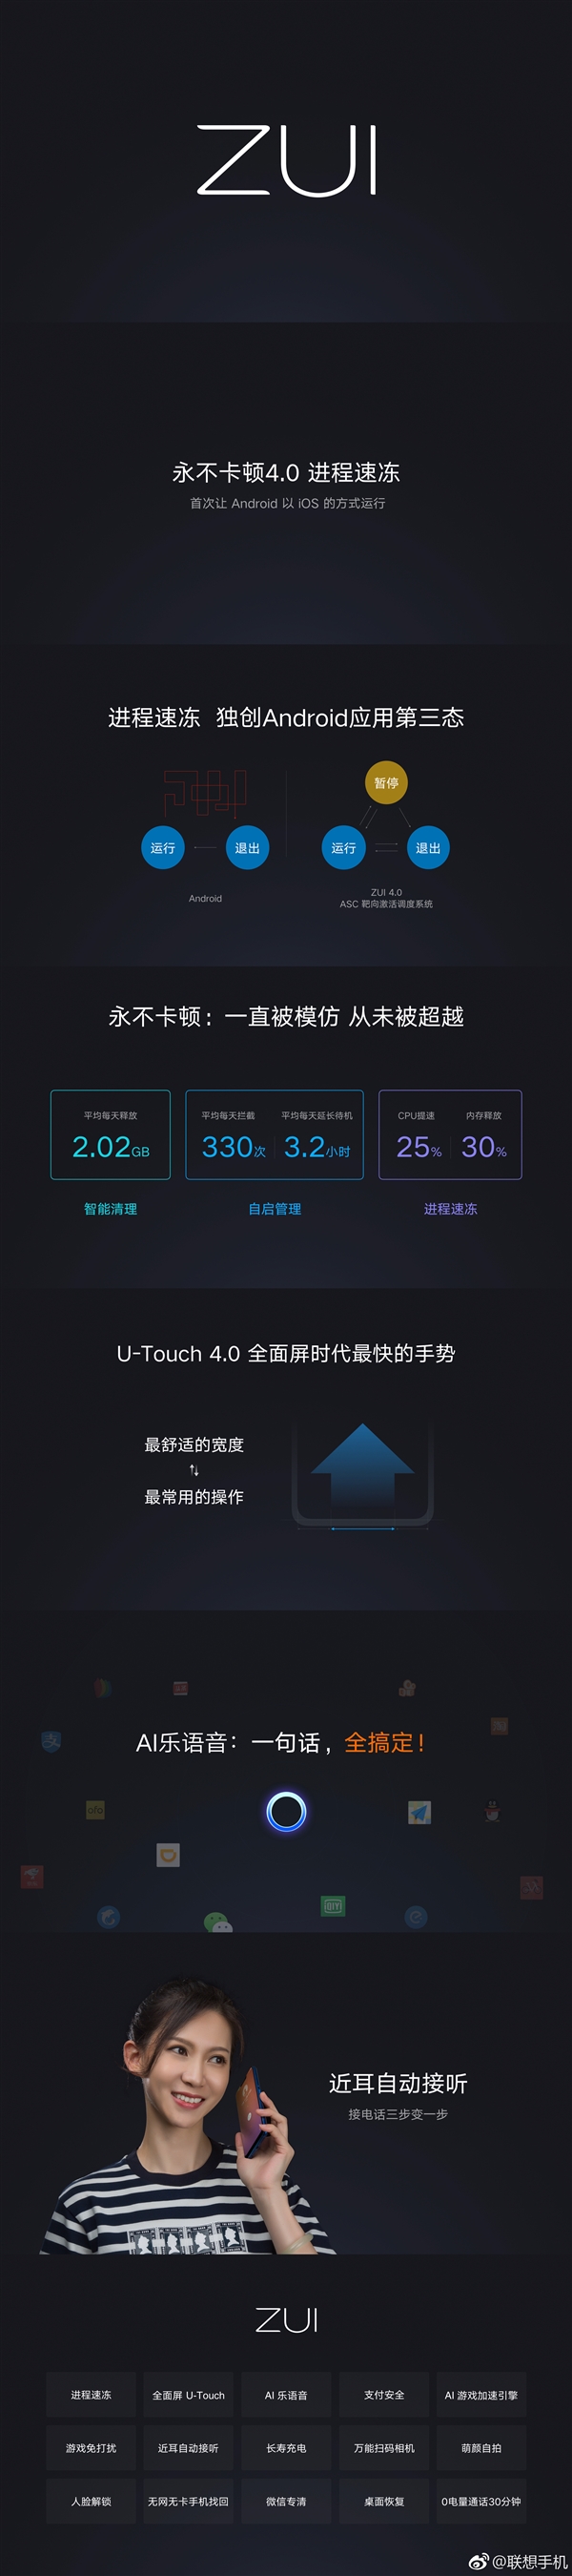 ZUI
永不卡顿4.0 进程速冻
首次让 Android 以 iOS 的方式运行
进程速冻 独创Android应用第三态
暂停
运行 退出 运行 退出
Android
ZUI 4.0
ASC 靶向激活调度系统
永不卡顿：一直被模仿 从未被超越
平均每天释放 平均每天拦截 平均每天延长待机 CPU提速 内存释放
2.02GB 330次 3.2小时 25% 30%
智能清理 自启管理 进程速冻
U-Touch 4.0 全面屏时代最快的手势
最舒适的宽度
最常用的操作
AI乐语音：一句话，全搞定！
支 淘
ofo
iQIYI
近耳自动接听
接电话三步变一步
ZUI
进程速冻 全面屏 U-Touch AI 乐语音 支付安全 AI 游戏加速引擎
游戏免打扰 近耳自动接听 长寿充电 万能扫码相机 萌颜自拍
人脸解锁 无网无卡手机找回 微信专清 桌面恢复 0电量通话30分钟
@联想手机